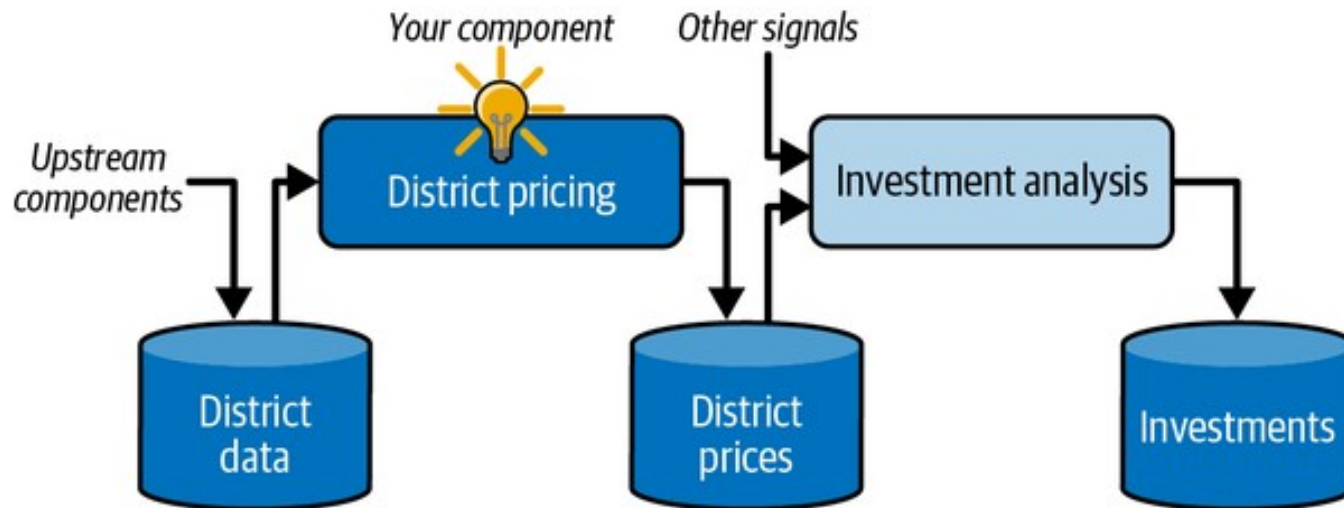 Your component
Other signals
Upstream
components
District pricing
Investment analysis
District
data
District
prices
Investments